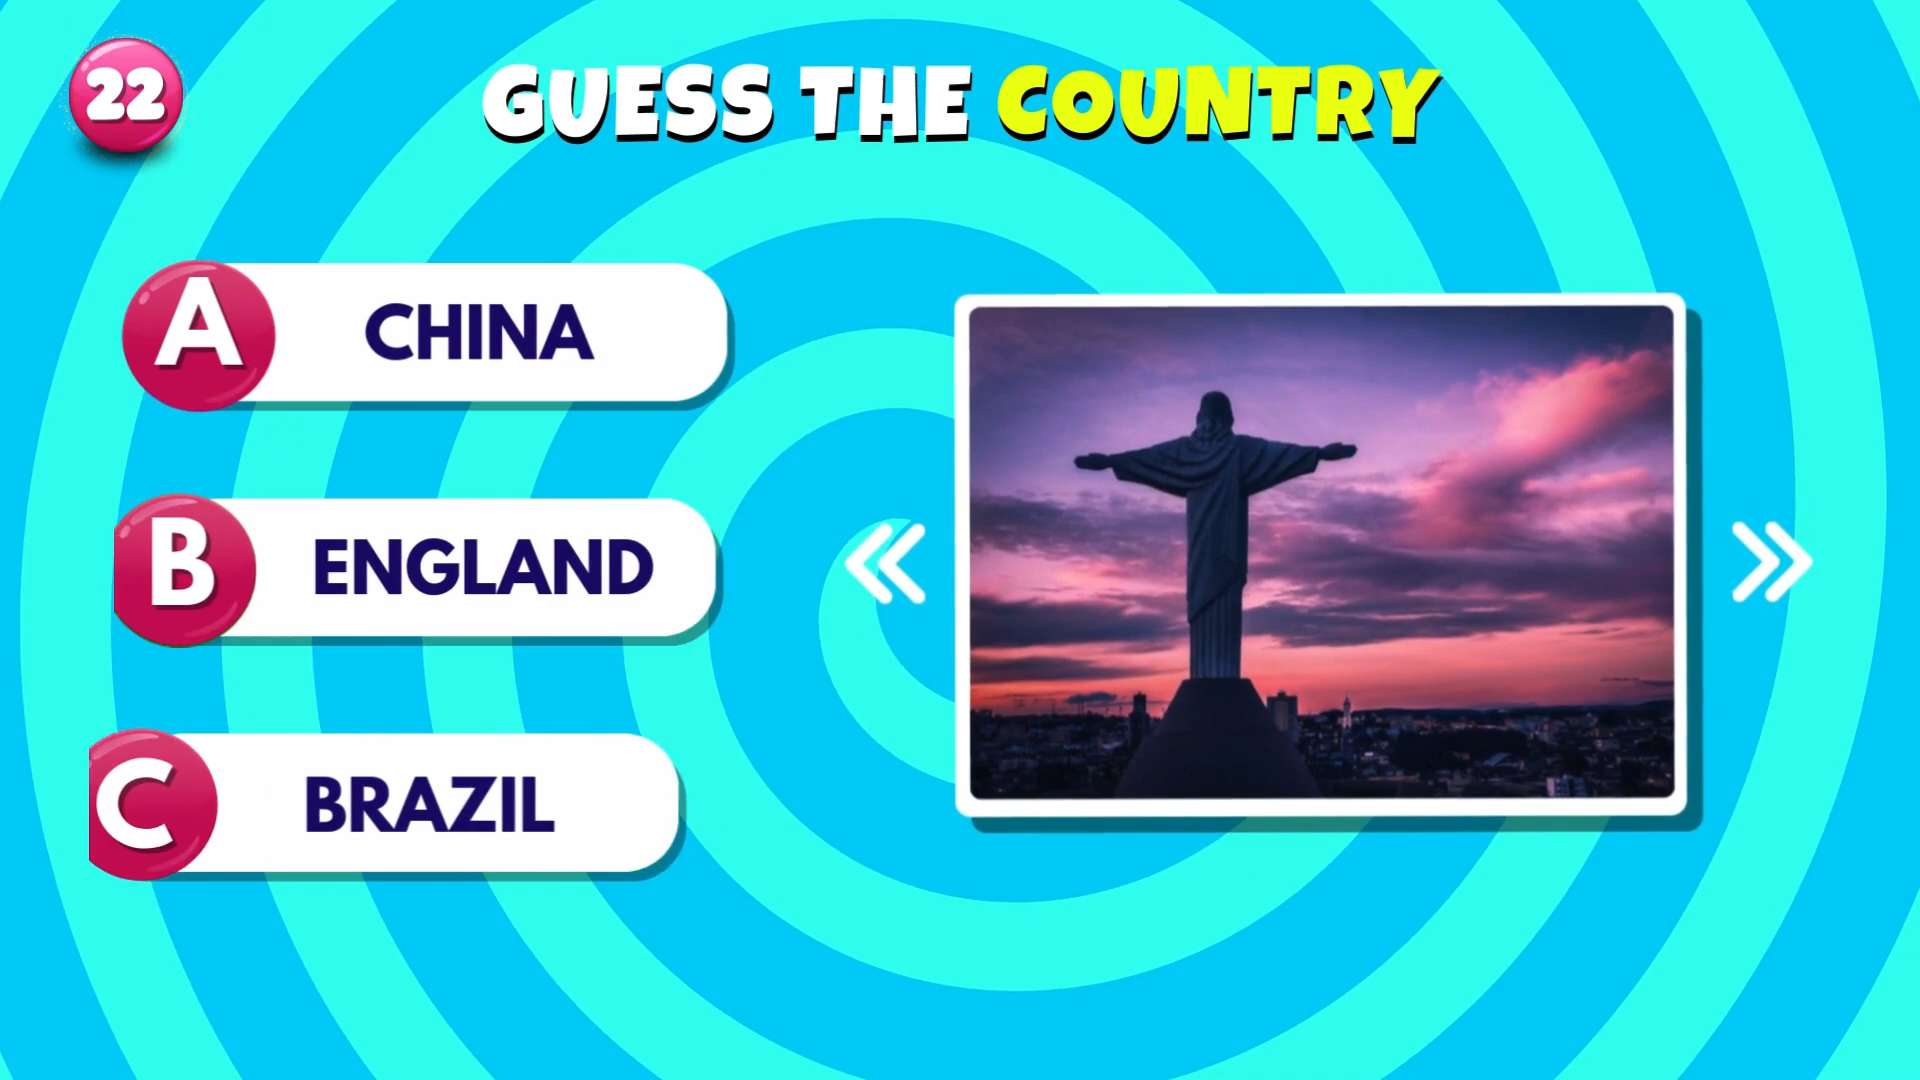 22
GUESS THE COUNTRY
A CHINA
B ENGLAND
C BRAZIL